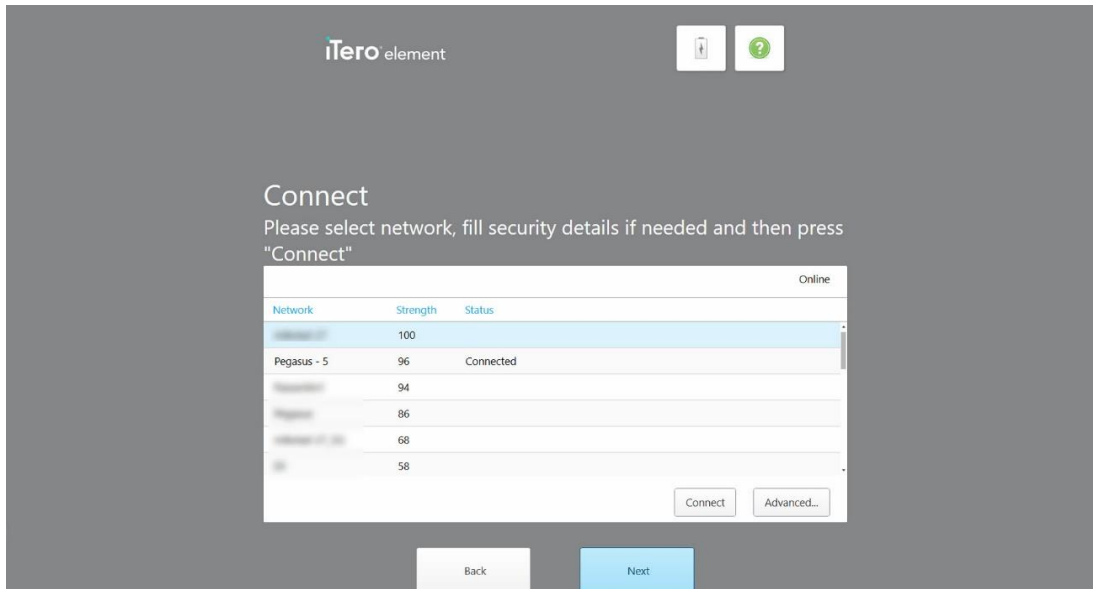 iTero element
Connect
Please select network, fill security details if needed and then press
"Connect"
Online
Network Strength Status
100
Pegasus - 5 96 Connected
94
86
68
58
Connect Advanced...
Back Next